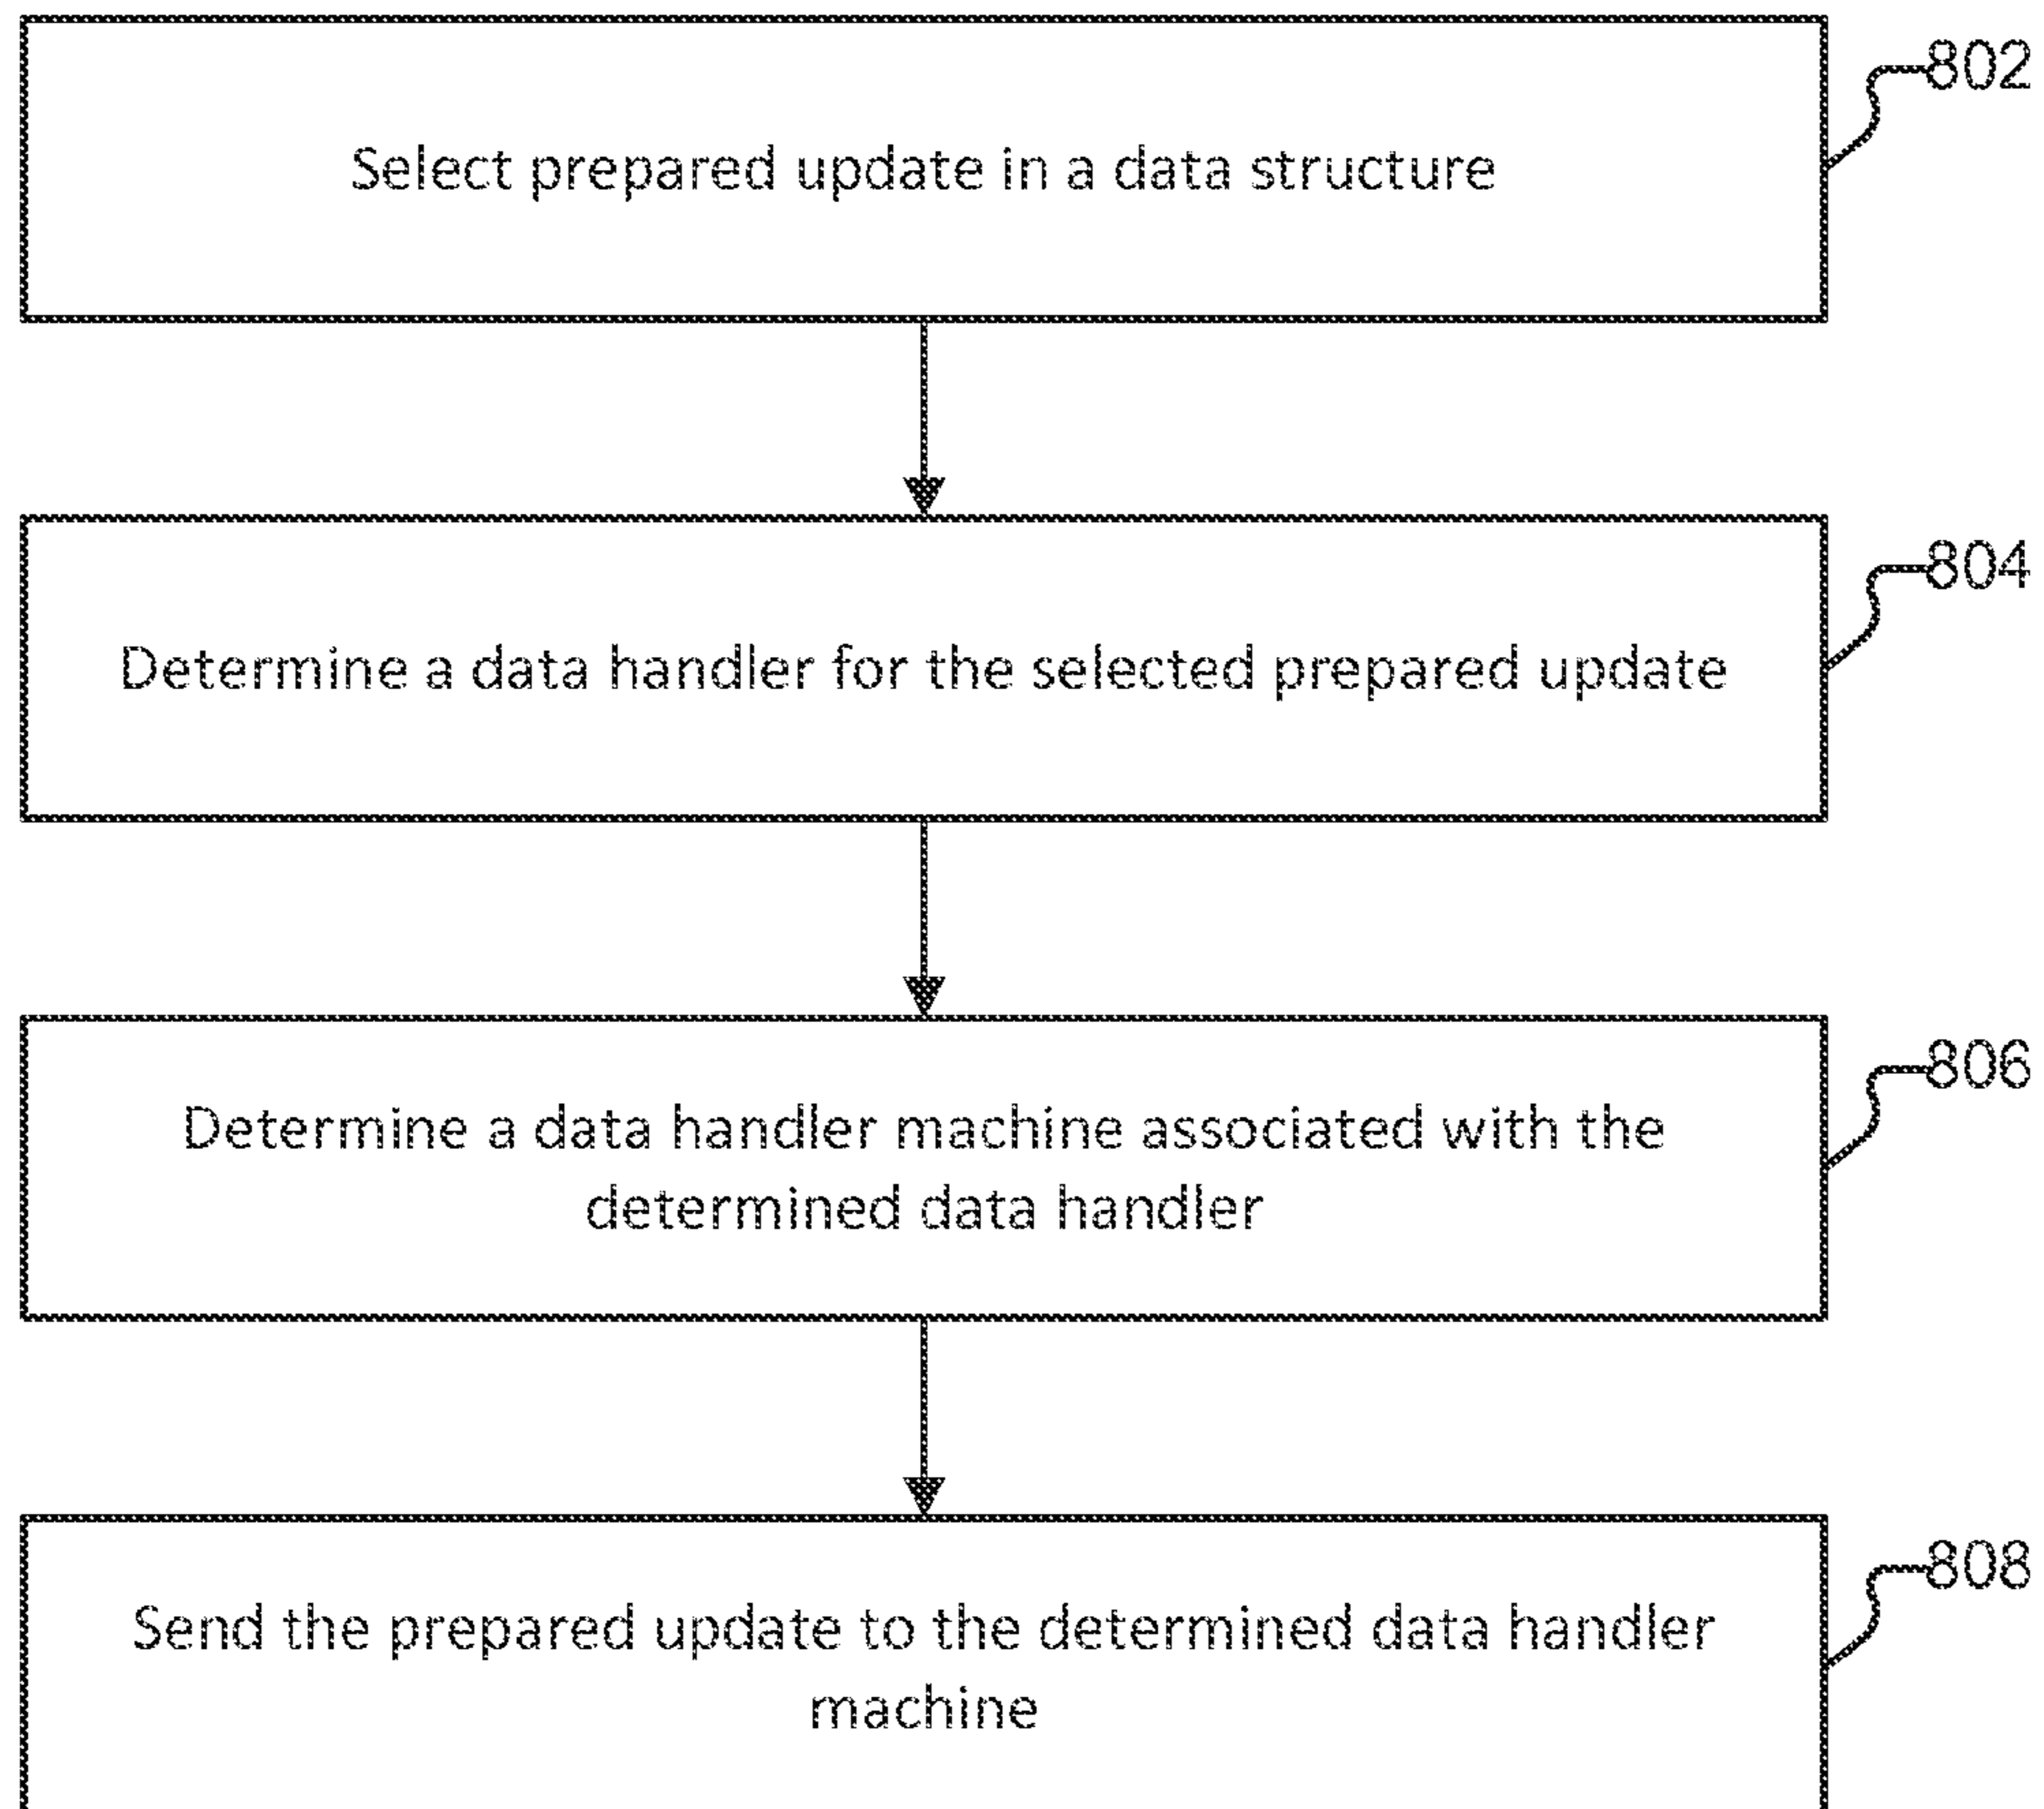 802
Select prepared update in a data structure
804
Determine a data handler for the selected prepared update
806
Determine a data handler machine associated with the
determined data handler
808
Send the prepared update to the determined data handler
machine